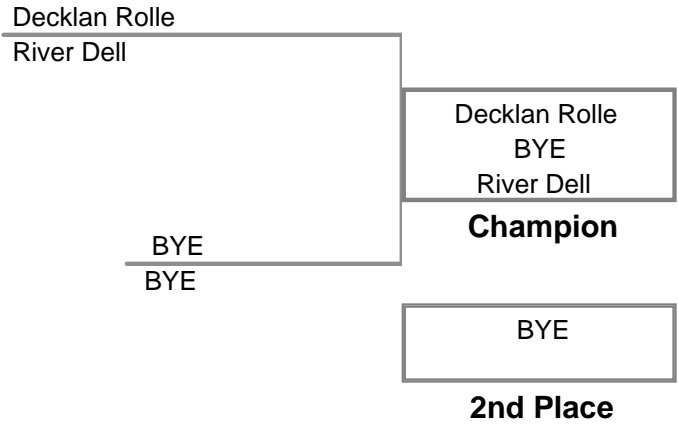 Decklan Rolle
River Dell
Decklan Rolle
BYE
River Dell
Champion
BYE
BYE
BYE
2nd Place